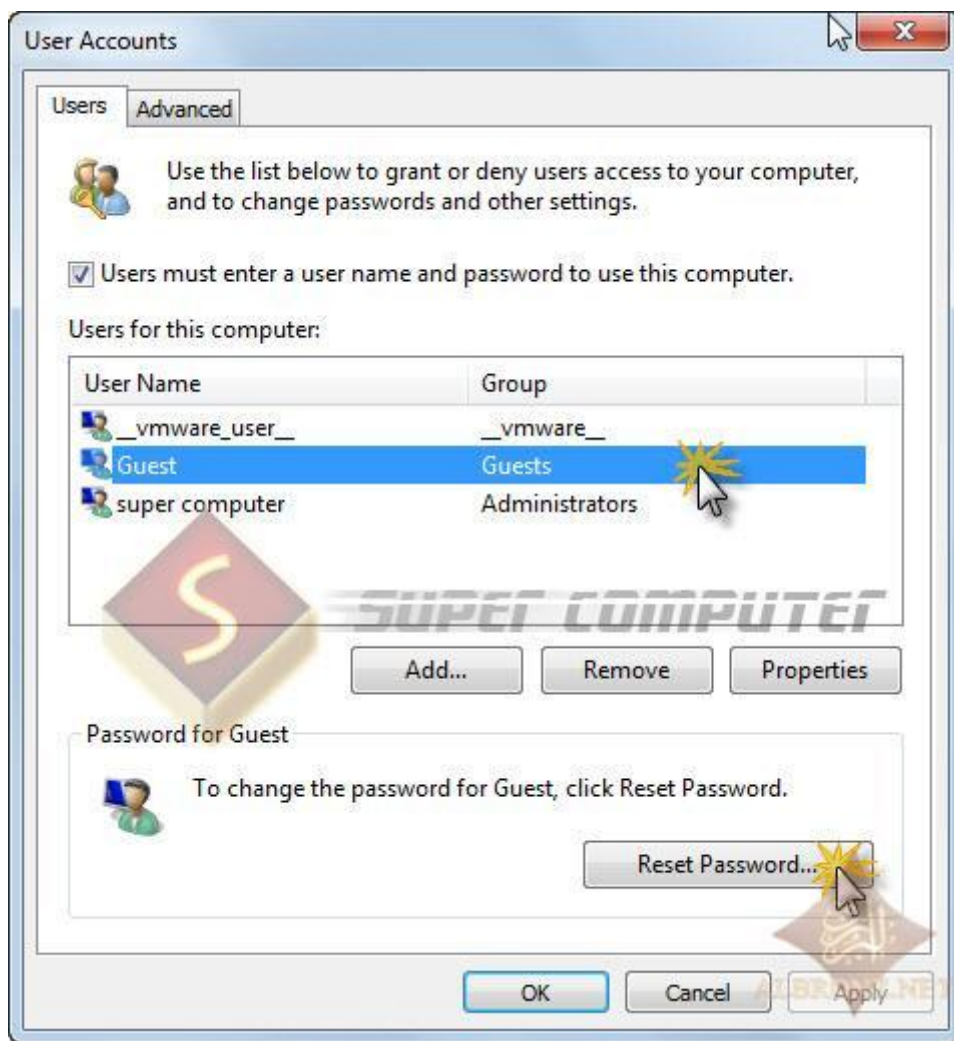 User Accounts
Users
Advanced
Use the list below to grant or deny users access to your computer,
and to change passwords and other settings.
Users must enter a user name and password to use this computer.
Users for this computer:
User Name Group
__vmware_user__ __vmware__
Guest Guests
super computer Administrators
S
SUPER COMPUTER
Add... Remove Properties
Password for Guest
To change the password for Guest, click Reset Password.
Reset Password...
OK Cancel Apply